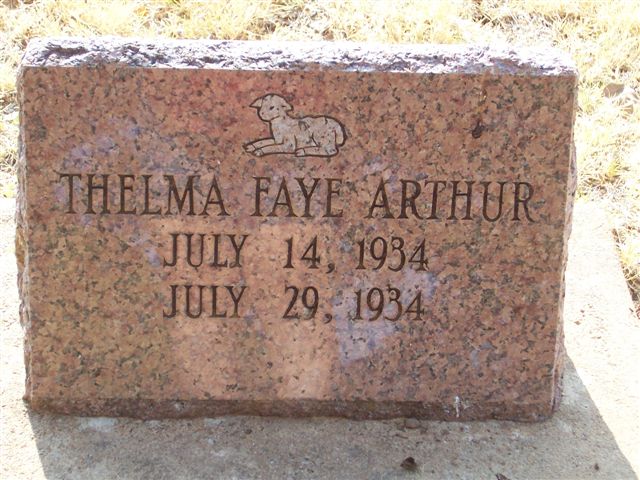 THELMA FAYE ARTHUR
JULY 14, 1934
JULY 29, 1934